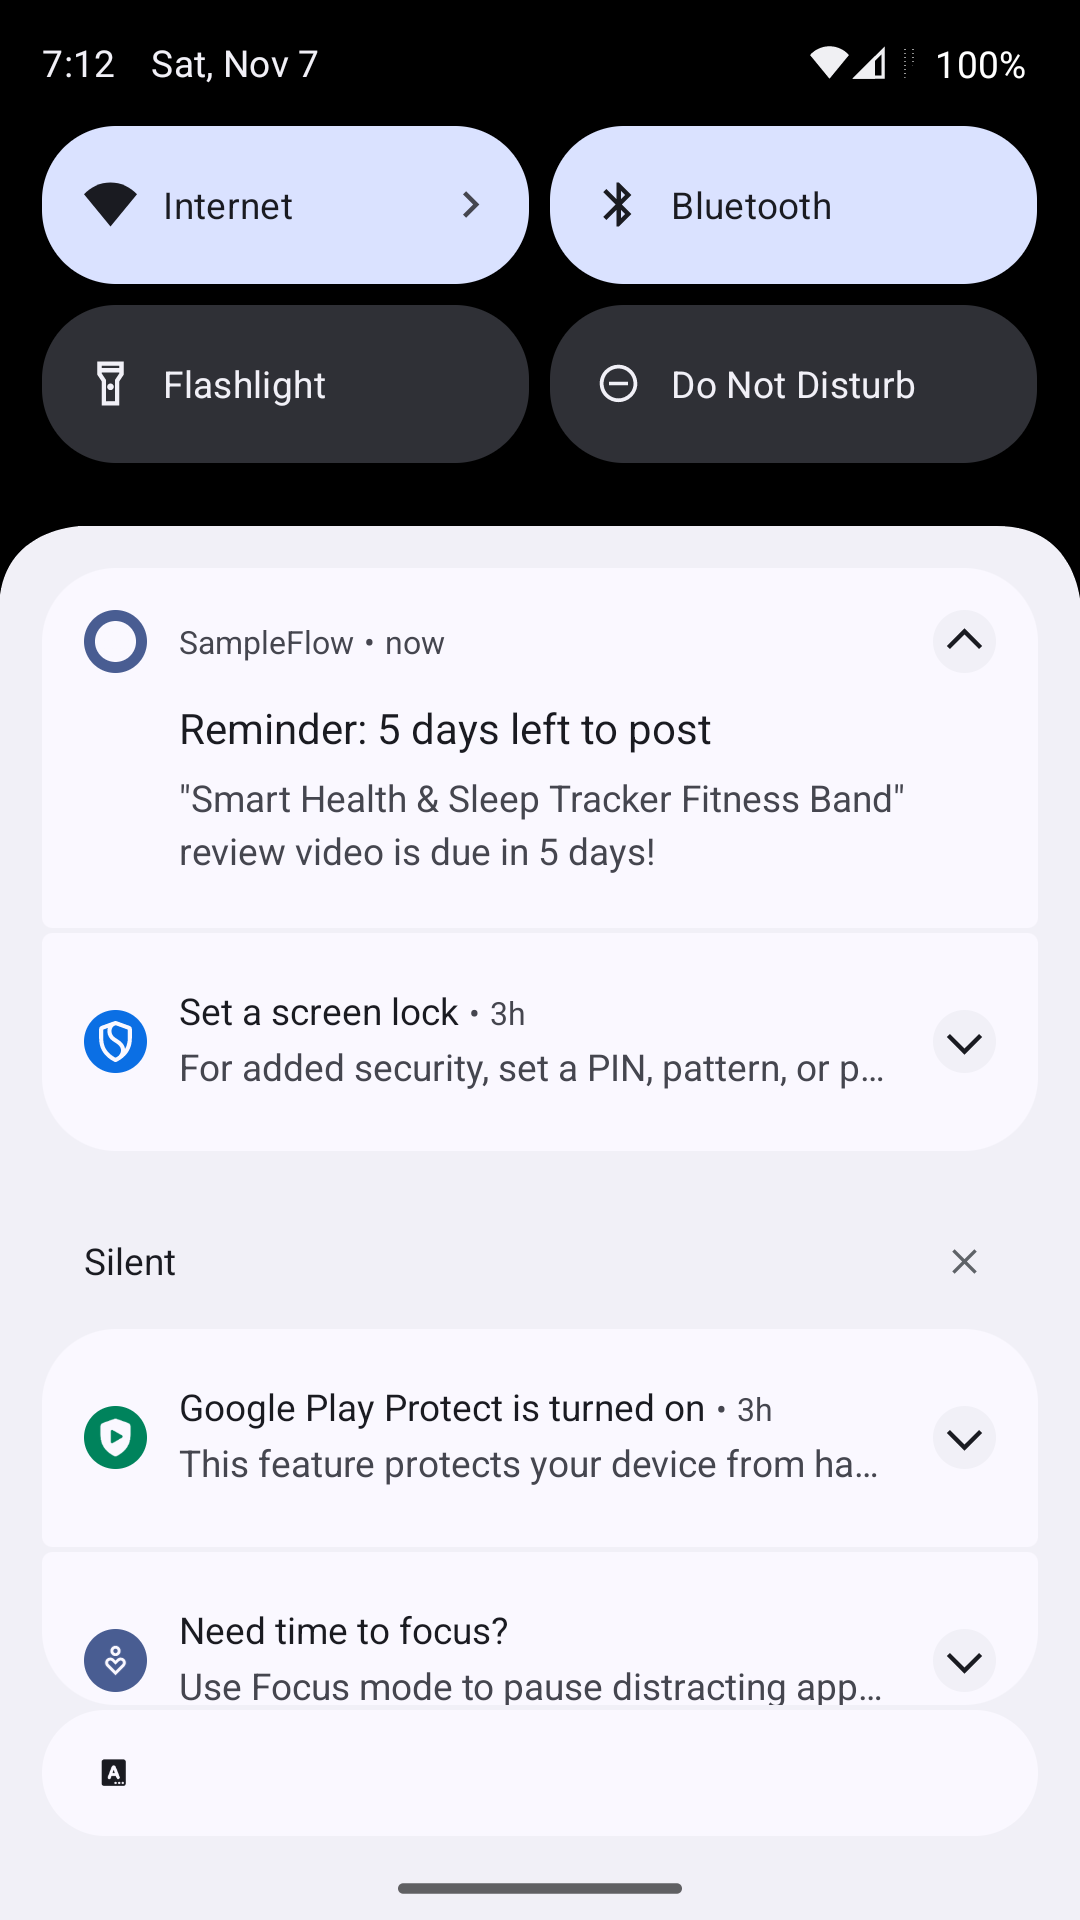 7:12 Sat, Nov 7 100%
Internet Bluetooth
Flashlight Do Not Disturb
SampleFlow • now
Reminder: 5 days left to post
"Smart Health & Sleep Tracker Fitness Band"
review video is due in 5 days!
Set a screen lock • 3h
For added security, set a PIN, pattern, or p…
Silent
Google Play Protect is turned on • 3h
This feature protects your device from ha…
Need time to focus?
Use Focus mode to pause distracting app…
A